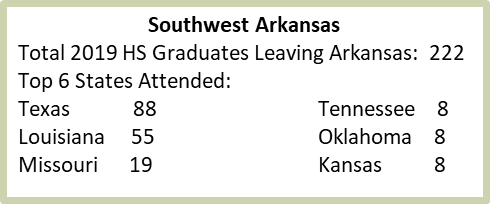 Southwest Arkansas
Total 2019 HS Graduates Leaving Arkansas: 222
Top 6 States Attended:
Texas 88 Tennessee 8
Louisiana 55 Oklahoma 8
Missouri 19 Kansas 8